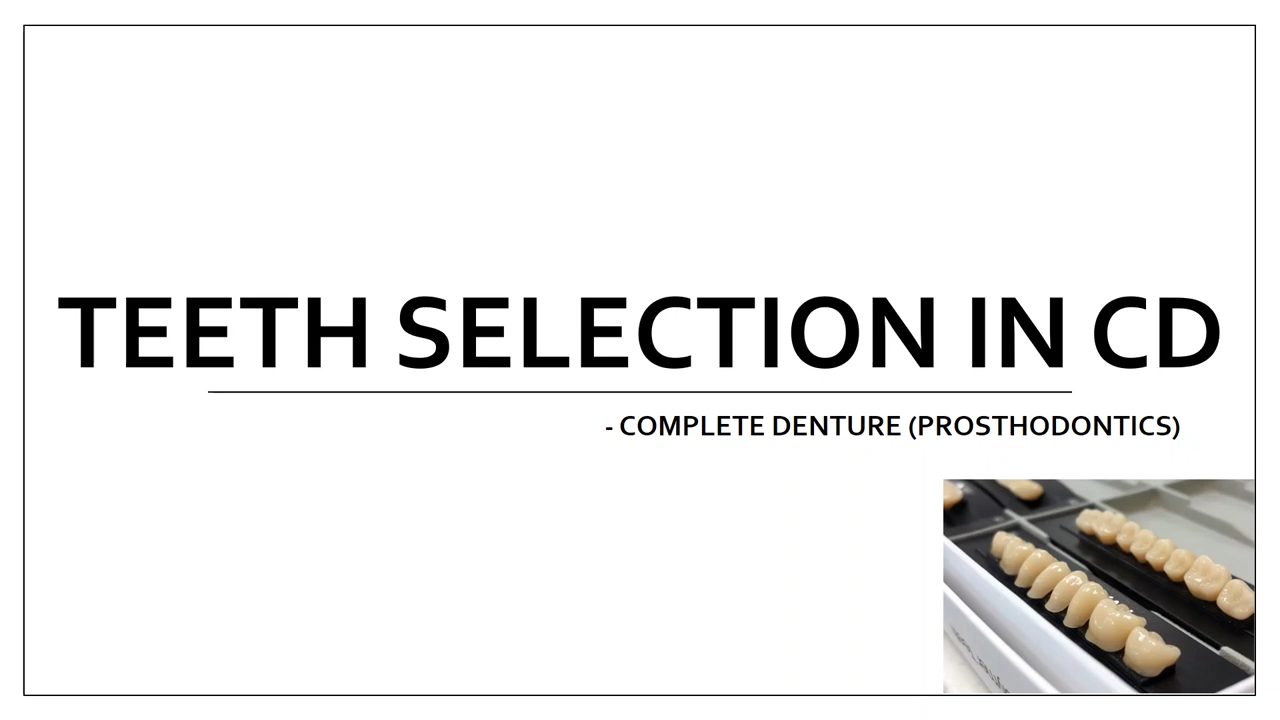 TEETH SELECTION IN CD
- COMPLETE DENTURE (PROSTHODONTICS)